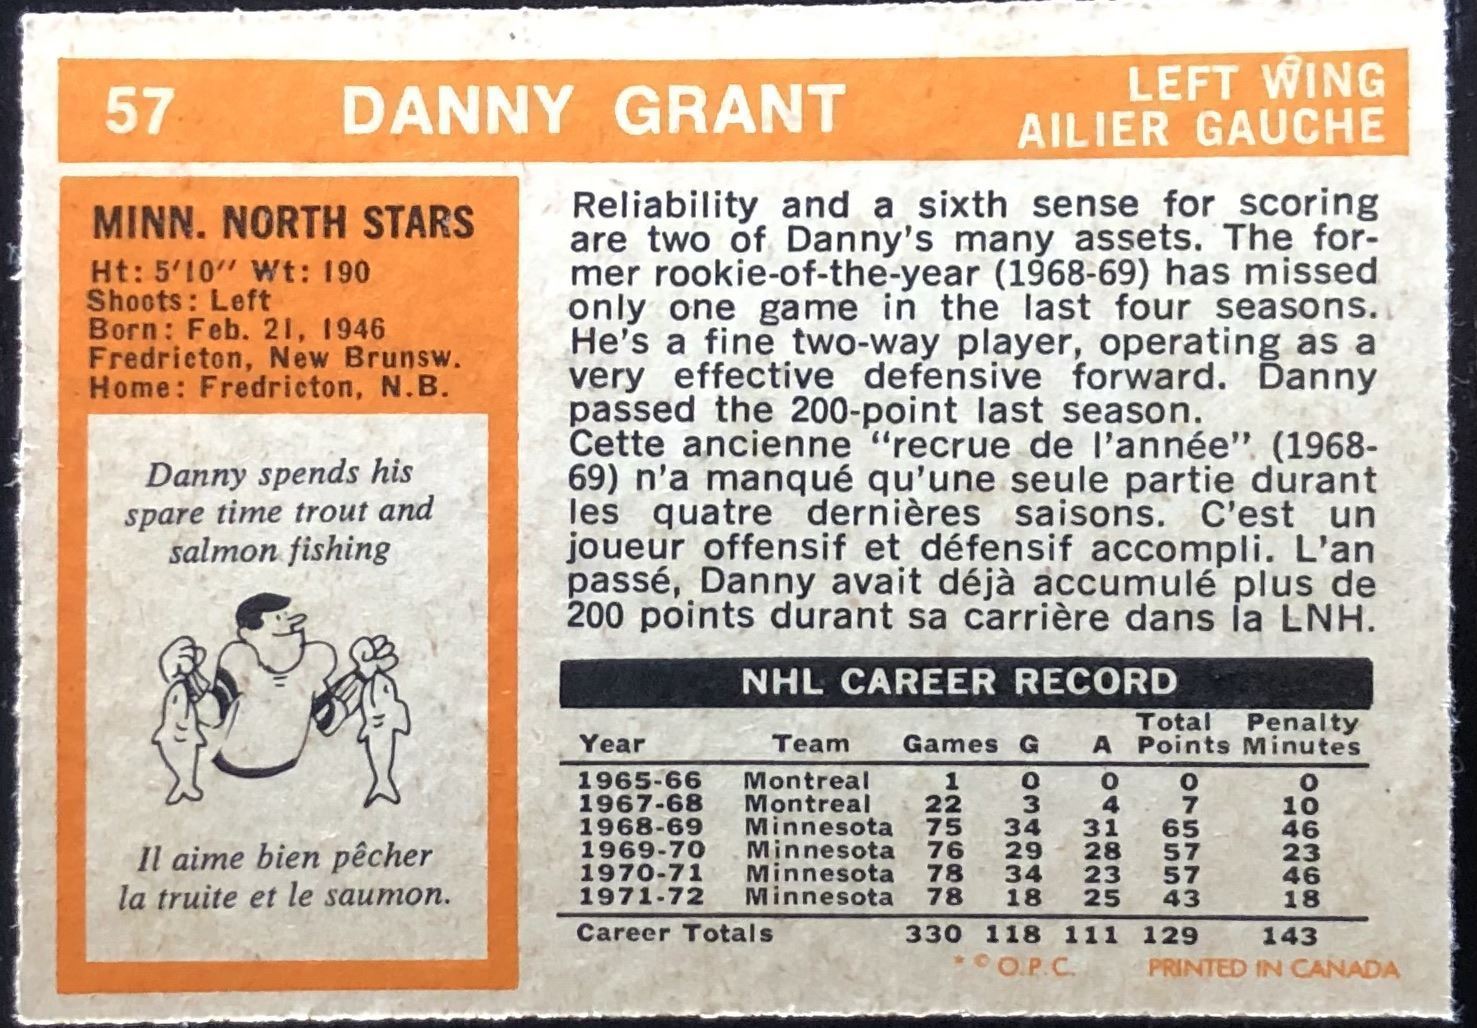 57 DANNY GRANT LEFT WING
AILIER GAUCHE
MINN. NORTH STARS
Ht: 5'10" Wt: 190
Shoots: Left
Born: Feb. 21, 1946
Fredricton, New Brunsw.
Home: Fredricton, N.B.
Danny spends his
spare time trout and
salmon fishing
Il aime bien pêcher
la truite et le saumon.
Reliability and a sixth sense for scoring
are two of Danny's many assets. The for-
mer rookie-of-the-year (1968-69) has missed
only one game in the last four seasons.
He's a fine two-way player, operating as a
very effective defensive forward. Danny
passed the 200-point last season.
Cette ancienne "recrue de l'année" (1968-
69) n'a manqué qu'une seule partie durant
les quatre dernières saisons. C'est un
joueur offensif et défensif accompli. L'an
passé, Danny avait déjà accumulé plus de
200 points durant sa carrière dans la LNH.
NHL CAREER RECORD
Total Penalty
Year Team Games G A Points Minutes
1965-66 Montreal 1 0 0 0 0
1967-68 Montreal 22 3 4 7 10
1968-69 Minnesota 75 34 31 65 46
1969-70 Minnesota 76 29 28 57 23
1970-71 Minnesota 78 34 23 57 46
1971-72 Minnesota 78 18 25 43 18
Career Totals 330 118 111 129 143
* © O.P.C. PRINTED IN CANADA